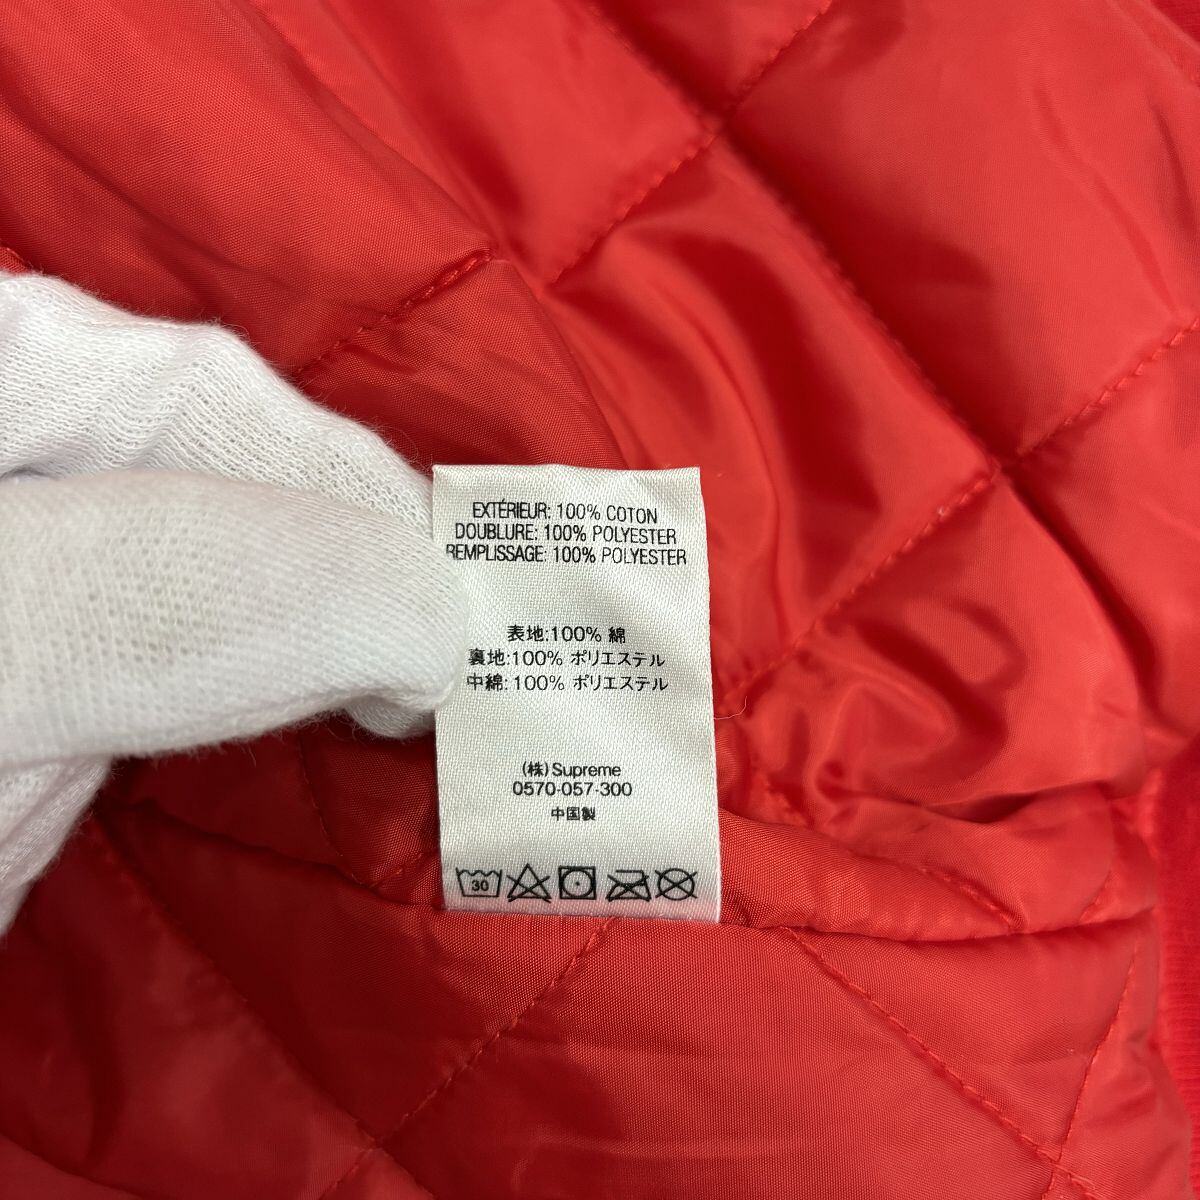 EXTÉRIEUR: 100% COTON
DOUBLURE: 100% POLYESTER
REMPLISSAGE: 100% POLYESTER
表地:100% 綿
裏地:100% ポリエステル
中綿:100% ポリエステル
(株)Supreme
0570-057-300
中国製
30